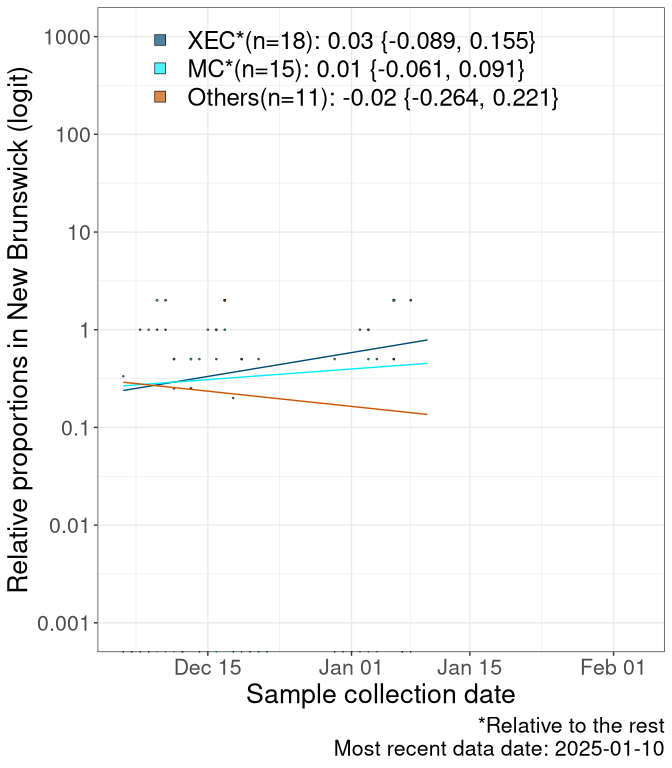 XEC*(n=18): 0.03 {-0.089, 0.155}
MC*(n=15): 0.01 {-0.061, 0.091}
Others(n=11): -0.02 {-0.264, 0.221}
Relative proportions in New Brunswick (logit)
1000
100
10
1
0.1
0.01
0.001
Dec 15
Jan 01
Jan 15
Feb 01
Sample collection date
*Relative to the rest
Most recent data date: 2025-01-10